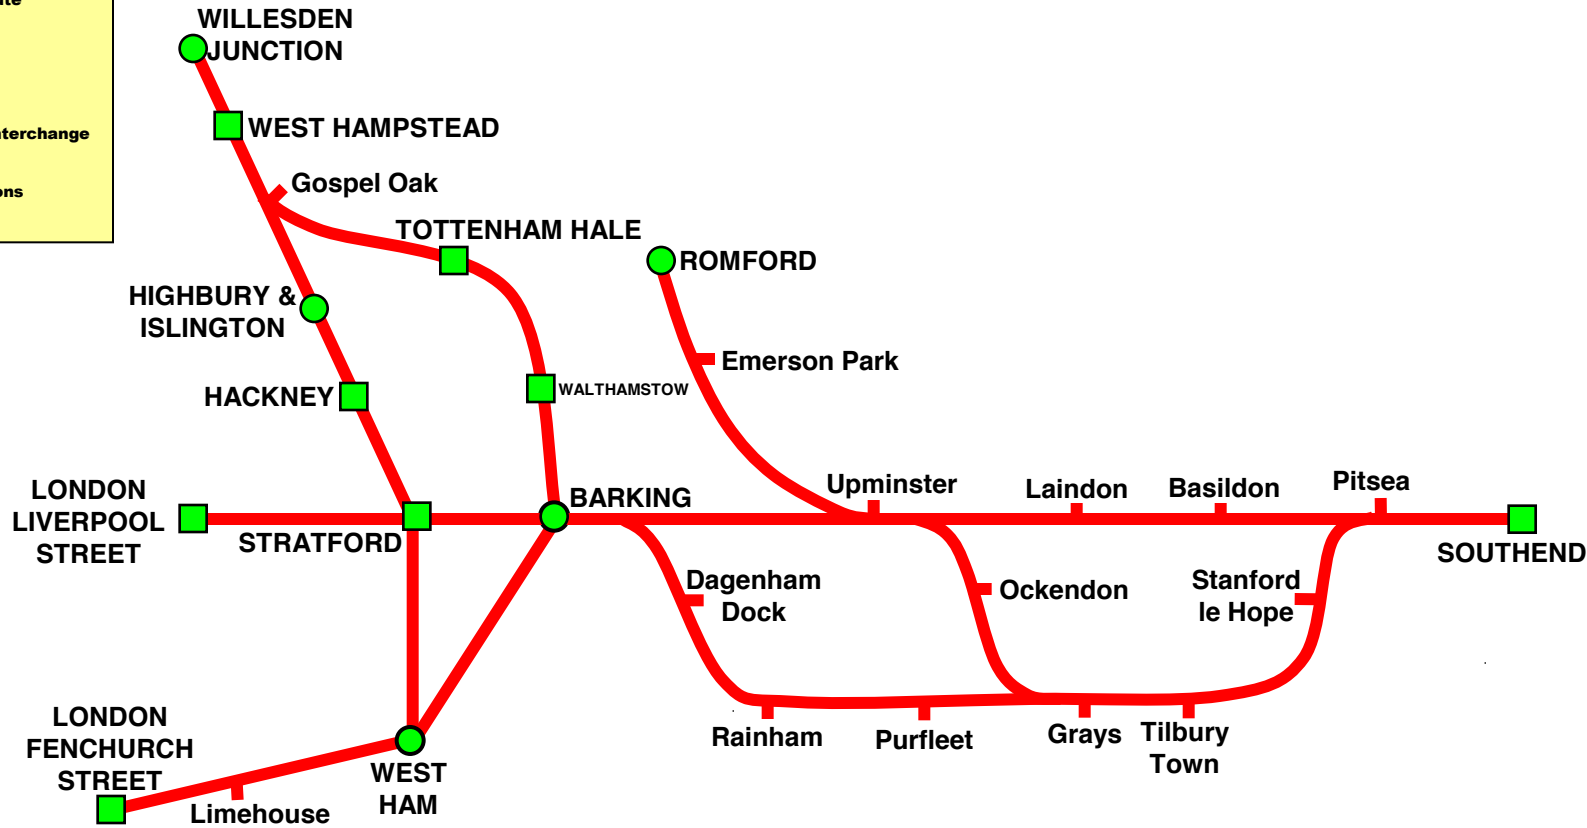 WILLESDEN
JUNCTION
WEST HAMPSTEAD
Gospel Oak
TOTTENHAM HALE
ROMFORD
HIGHBURY &
ISLINGTON
Emerson Park
HACKNEY
WALTHAMSTOW
LONDON
LIVERPOOL
STREET
STRATFORD
BARKING
Upminster
Laindon
Basildon
Pitsea
SOUTHEND
Dagenham
Dock
Ockendon
Stanford
le Hope
Rainham
Purfleet
Grays
Tilbury
Town
LONDON
FENCHURCH
STREET
Limehouse
WEST
HAM